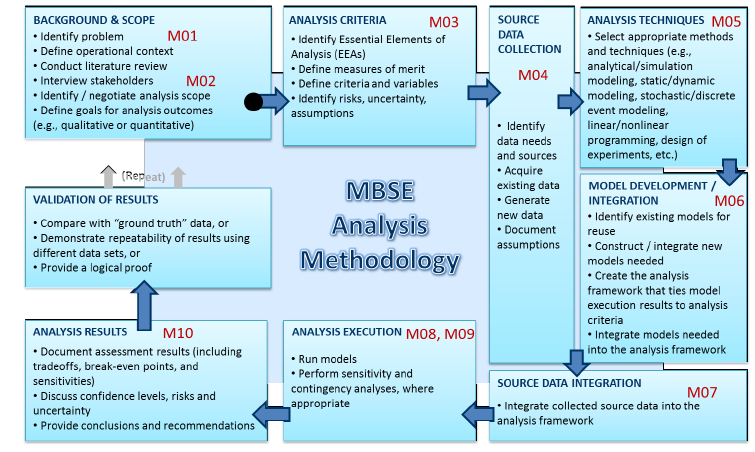 BACKGROUND & SCOPE
• Identify problem M01
• Define operational context
• Conduct literature review
• Interview stakeholders M02
• Identify / negotiate analysis scope
• Define goals for analysis outcomes
(e.g., qualitative or quantitative)
ANALYSIS CRITERIA M03
• Identify Essential Elements of
Analysis (EEAs)
• Define measures of merit
• Define criteria and variables
• Identify risks, uncertainty,
assumptions
SOURCE
DATA
COLLECTION
M04
• Identify
data needs
and sources
• Acquire
existing data
• Generate
new data
• Document
assumptions
ANALYSIS TECHNIQUES M05
• Select appropriate methods
and techniques (e.g.,
analytical/simulation
modeling, static/dynamic
modeling, stochastic/discrete
event modeling,
linear/nonlinear
programming, design of
experiments, etc.)
MODEL DEVELOPMENT /
INTEGRATION M06
• Identify existing models for
reuse
• Construct / integrate new
models needed
• Create the analysis
framework that ties model
execution results to analysis
criteria
• Integrate models needed
into the analysis framework
SOURCE DATA INTEGRATION
M07
• Integrate collected source data into the
analysis framework
ANALYSIS EXECUTION M08, M09
• Run models
• Perform sensitivity and
contingency analyses, where
appropriate
ANALYSIS RESULTS M10
• Document assessment results (including
tradeoffs, break-even points, and
sensitivities)
• Discuss confidence levels, risks and
uncertainty
• Provide conclusions and recommendations
VALIDATION OF RESULTS
• Compare with “ground truth” data, or
• Demonstrate repeatability of results using
different data sets, or
• Provide a logical proof
(Repeat)
MBSE
Analysis
Methodology